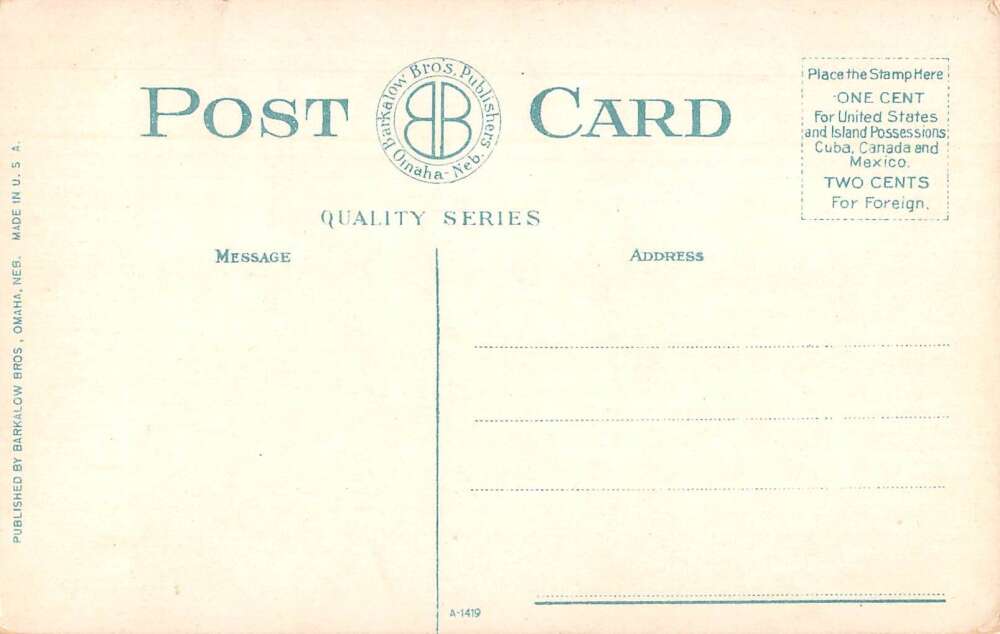 POST CARD
Barkalow Bro's. Publishers
Omaha- Neb.
BB
Place the Stamp Here
ONE CENT
For United States
and Island Possessions,
Cuba, Canada and
Mexico.
TWO CENTS
For Foreign.
QUALITY SERIES
MESSAGE
ADDRESS
PUBLISHED BY BARKALOW BROS, OMAHA, NEB. MADE IN U. S A.
A-1419